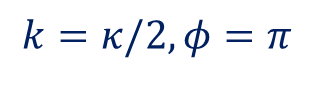 k = κ/2, ϕ = π